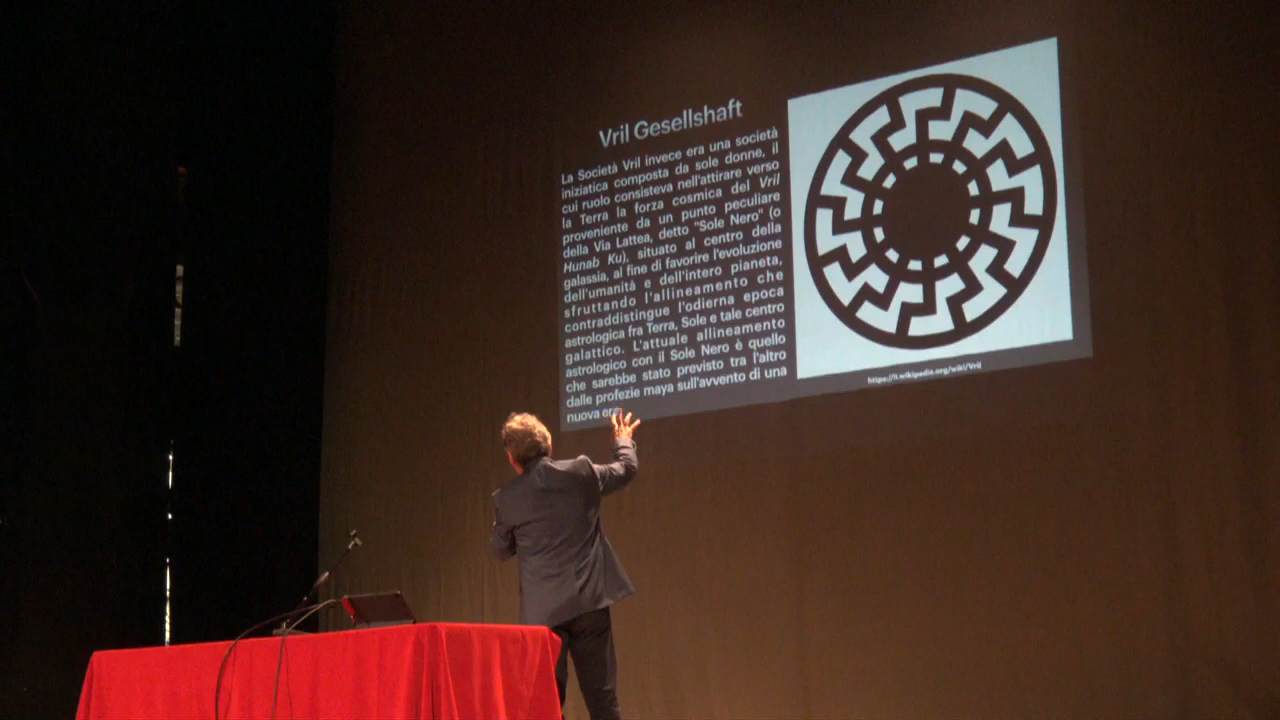 Vril Gesellshaft
La Società Vril invece era una società
iniziatica composta da sole donne, il
cui ruolo consisteva nell'attirare verso
la Terra la forza cosmica del Vril
proveniente da un punto peculiare
della Via Lattea, detto "Sole Nero" (o
Hunab Ku), situato al centro della
galassia, al fine di favorire l'evoluzione
dell'umanità e dell'intero pianeta,
sfruttando l'allineamento che
contraddistingue l'odierna epoca
astrologica fra Terra, Sole e tale centro
galattico. L'attuale allineamento
astrologico con il Sole Nero è quello
che sarebbe stato previsto tra l'altro
dalle profezie maya sull'avvento di una
nuova era
https://it.wikipedia.org/wiki/Vril